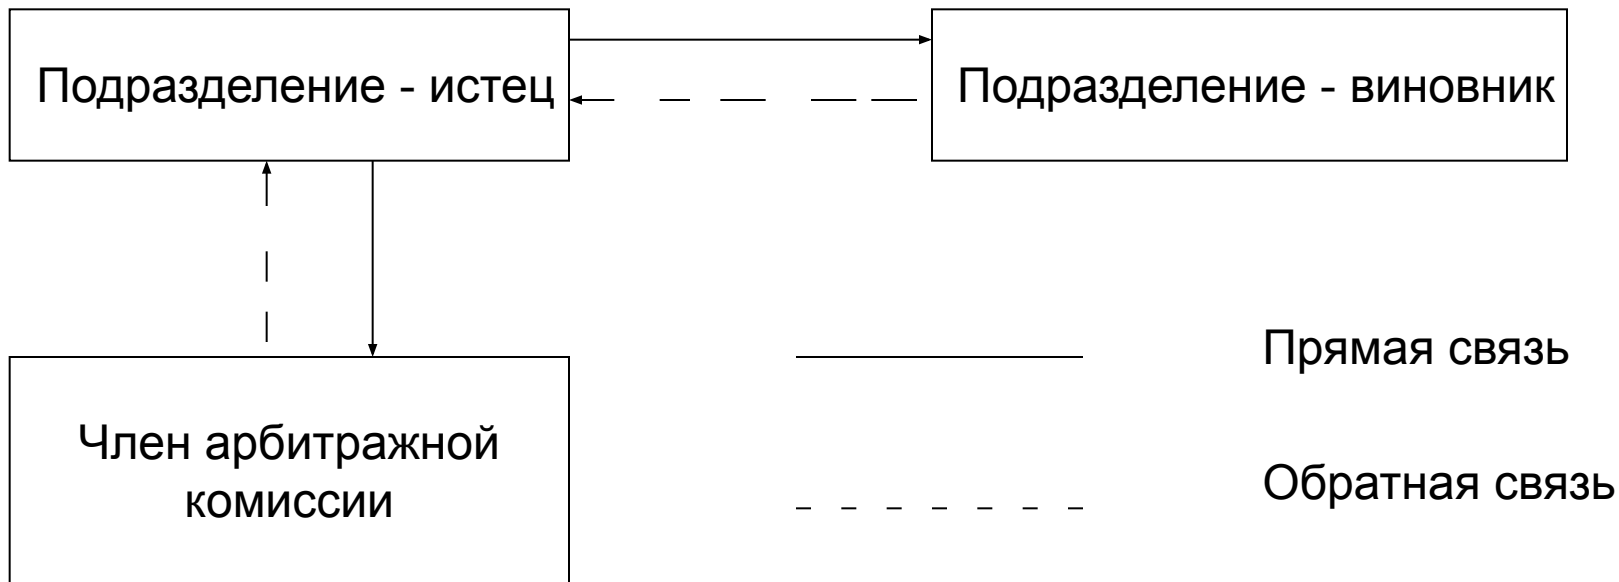 Подразделение - истец
Подразделение - виновник
Член арбитражной
комиссии
Прямая связь
Обратная связь